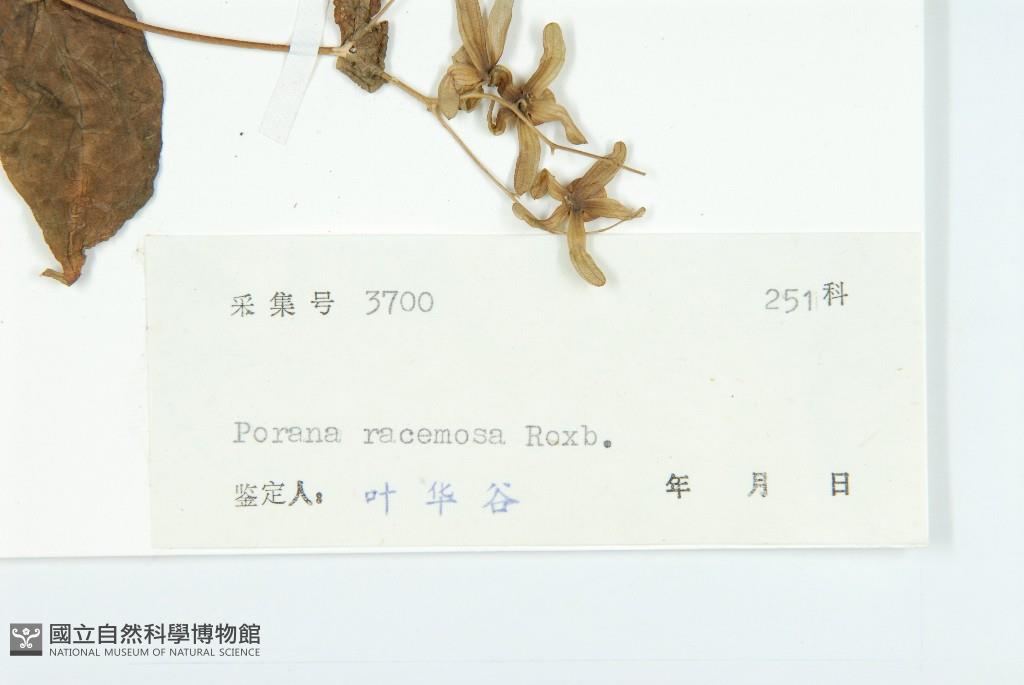 采集号 3700 251科
Porana racemosa Roxb.
鉴定人: 叶华谷 年 月 日
國立自然科學博物館
NATIONAL MUSEUM OF NATURAL SCIENCE